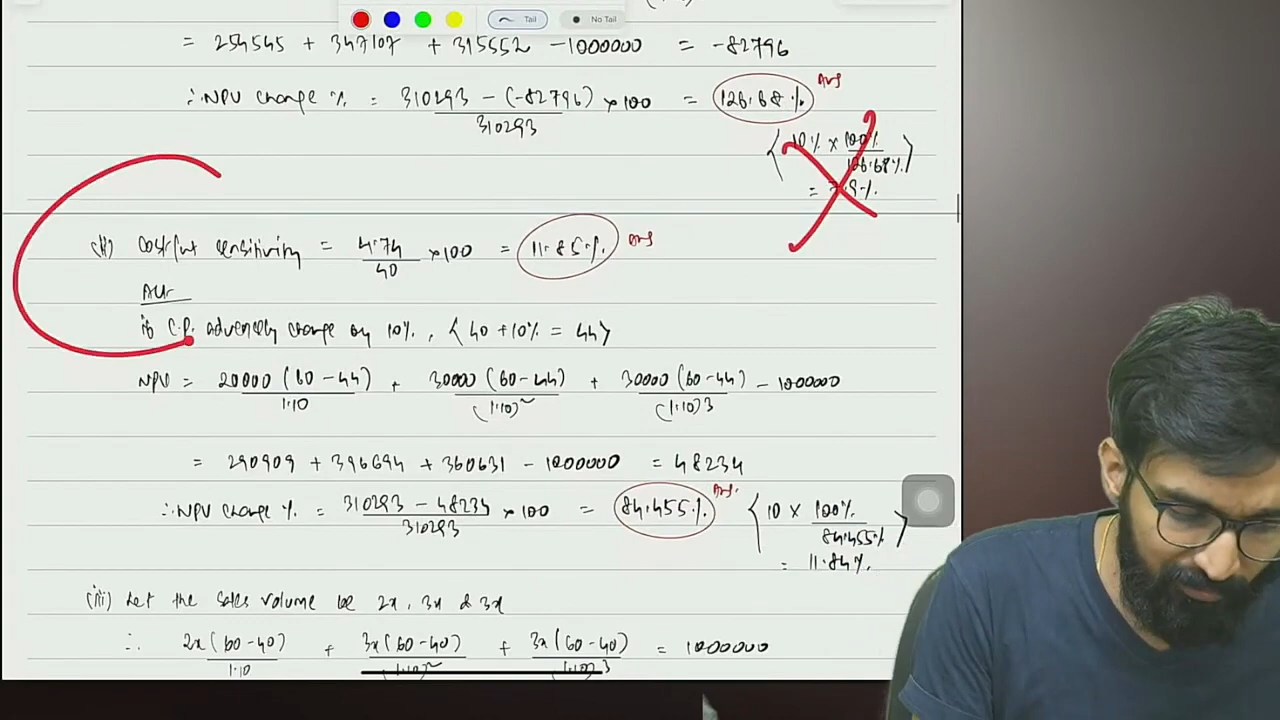 Tail
No Tail
= 254545 + 347107 + 315552 - 1000000 = -82796
∴ NPV change % = 310293 - (-82796) / 310293 × 100 = 126.68% Ans
< 10% × 100% / 126.68% >
= 7.9%
(ii) Cost/unt sensitivity = 4.74 / 40 × 100 = 11.85% Ans
Alt
if C.P. adversely change by 10%, < 40 + 10% = 44 >
NPV = 20000 (60-44) / 1.10 + 30000 (60-44) / (1.10)² + 30000 (60-44) / (1.10)3 - 1000000
= 290909 + 396694 + 360631 - 1000000 = 48234
∴ NPV change % = 310293 - 48234 / 310293 × 100 = 84.455% Ans.
< 10 × 100% / 84.455% >
= 11.84%
(iii) Let the sales volume be 2x, 3x & 3x
∴ 2x(60-40) / 1.10 + 3x(60-40) / (1.10)² + 3x(60-40) / (1.10)3 = 1000000